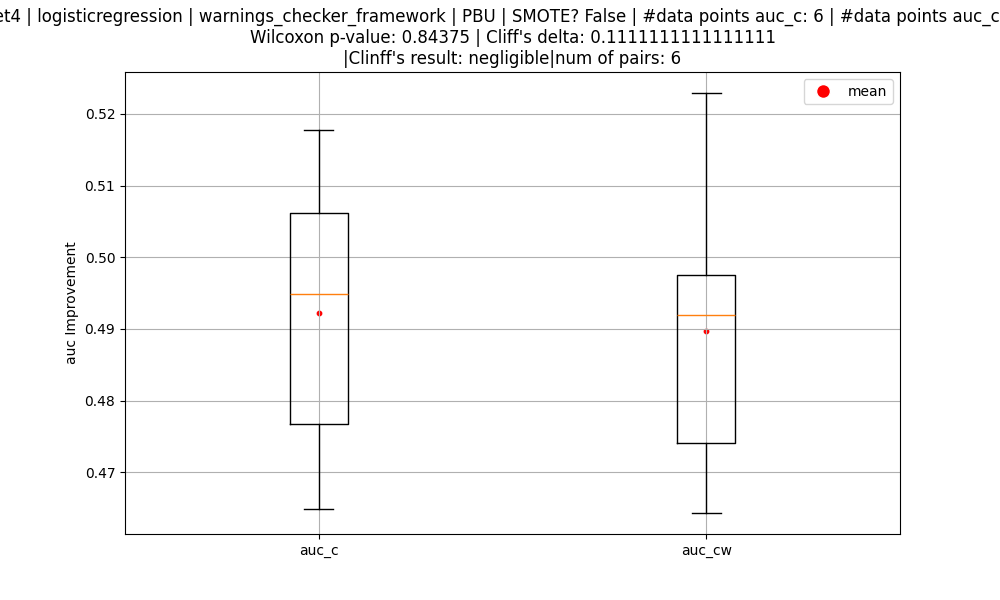 et4 | logisticregression | warnings_checker_framework | PBU | SMOTE? False | #data points auc_c: 6 | #data points auc_c
Wilcoxon p-value: 0.84375 | Cliff's delta: 0.1111111111111111
|Clinff's result: negligible|num of pairs: 6
mean
0.52
0.51
0.50
0.49
0.48
0.47
auc Improvement
auc_c
auc_cw